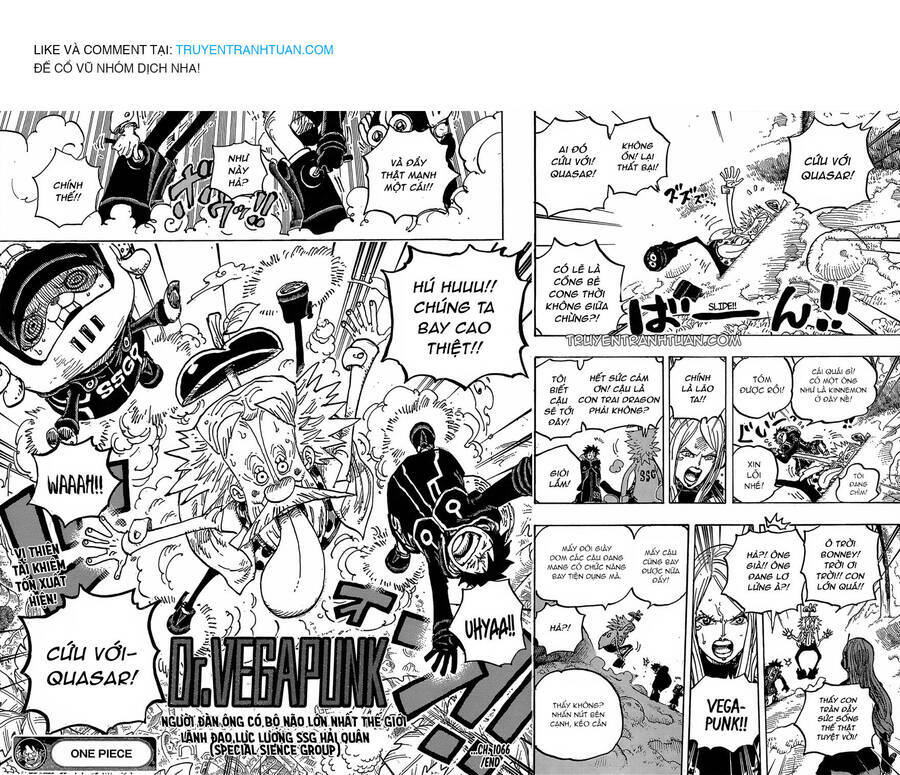 LIKE VÀ COMMENT TẠI: TRUYENTRANHTUAN.COM
ĐỂ CỔ VŨ NHÓM DỊCH NHA!
CỨU VỚI
QUASAR!
KHÔNG
ỔN! LẠI
THẤT BẠI!
AI ĐÓ
CỨU VỚI!
QUASAR!
ズズズ...
CÓ LẼ LÀ
CỔNG BẺ
CONG THỜI
KHÔNG GIỮA
CHỪNG?!
SLIDE!!
ばーん!!
TRUYENTRANHTUAN.COM
CÁI QUÁI GÌ!
CÓ MỘT ÔNG
NHƯ LÀ KINNEMON
Ở ĐÂY NÈ!
TÓM
ĐƯỢC RỒI!
TÔI
ĐANG
CHÌM!
XIN
LỖI
NHÉ!
CHÍNH
LÀ LÃO
TA!!
HẾT SỨC CÁM
ƠN! CẬU LÀ
CON TRAI DRAGON
PHẢI KHÔNG?
TÔI
BIẾT
CẬU
SẼ TỚI
ĐÂY!
GIỎI
LẮM!
SSG
Ô TRỜI
BONNEY!
TRỜI ƠI
TRỜI!! CON
LỚN QUÁ!!
HẢ?! ÔNG
GIÀ!! ÔNG
ĐANG LƠ
LỬNG À?!
THẤY CON
TRÀN ĐẦY
SỨC SỐNG
THẾ THẬT
TUYỆT VỜI!
VEGA-
PUNK!!
MẤY CẬU
CŨNG BAY
ĐƯỢC NỮA
ĐẤY!
MẤY ĐÔI GIÀY
DOM CÁC CẬU ĐANG
MANG CÓ CHỨC NĂNG
BAY TIỆN DỤNG MÀ.
HẢ?
THẤY KHÔNG?
NHẤN NÚT BÊN
CẠNH, KÉO CẦN
VÀ ĐẨY
THẬT MẠNH
MỘT CÁI!!
NHƯ
NÀY
HẢ?
CHÍNH
THẾ!!
HÚ HUUU!!
CHÚNG TA
BAY CAO
THIỆT!!
SSG
WAAAH!!
UHYAA!!
VỊ THIÊN
TÀI KHIÊM
TỐN XUẤT
HIỆN!
CỨU VỚI-
QUASAR!
Dr.VEGAPUNK
NGƯỜI ĐÀN ÔNG CÓ BỘ NÃO LỚN NHẤT THẾ GIỚI
LÃNH ĐẠO LỰC LƯỢNG SSG HẢI QUÂN
(SPECIAL SIENCE GROUP)
...CH. 1066
/END
ONE PIECE